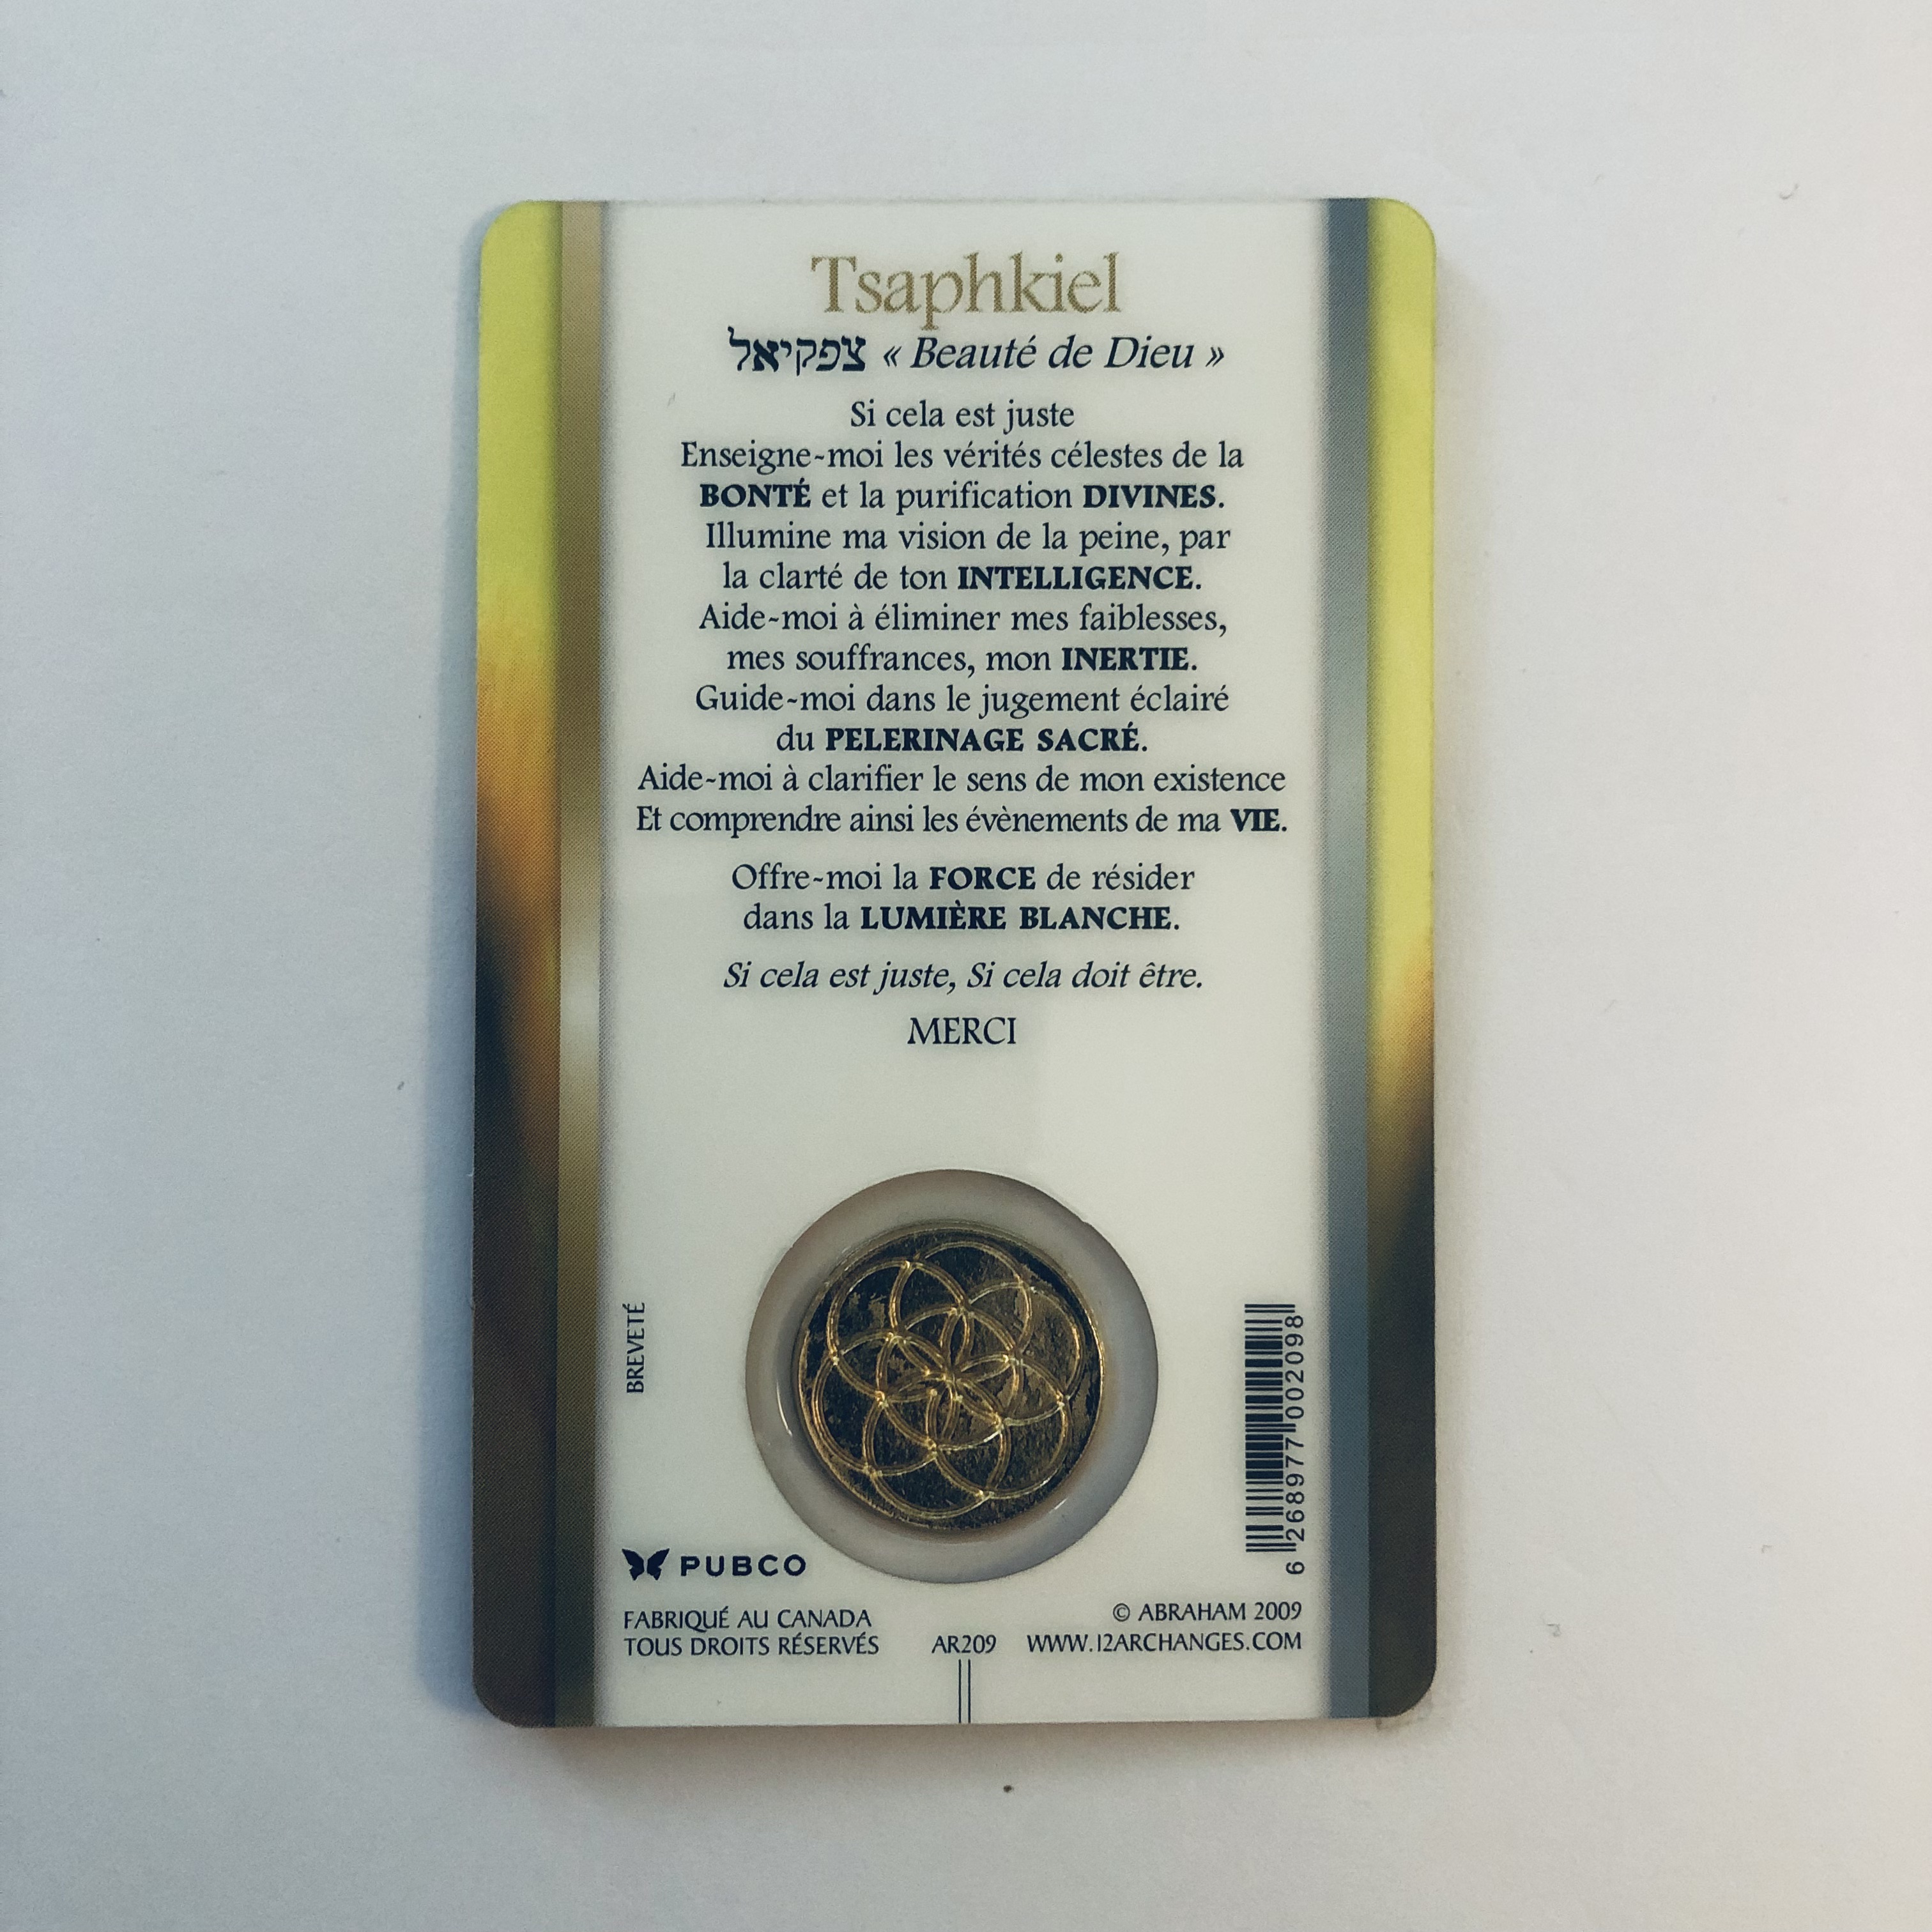 Tsaphkiel
צפקיאל « Beauté de Dieu »
Si cela est juste
Enseigne-moi les vérités célestes de la
BONTÉ et la purification DIVINES.
Illumine ma vision de la peine, par
la clarté de ton INTELLIGENCE.
Aide-moi à éliminer mes faiblesses,
mes souffrances, mon INERTIE.
Guide-moi dans le jugement éclairé
du PELERINAGE SACRÉ.
Aide-moi à clarifier le sens de mon existence
Et comprendre ainsi les évènements de ma VIE.
Offre-moi la FORCE de résider
dans la LUMIÈRE BLANCHE.
Si cela est juste, Si cela doit être.
MERCI
BREVETÉ
6 268977 002098
PUBCO
FABRIQUÉ AU CANADA
TOUS DROITS RÉSERVÉS
AR209
© ABRAHAM 2009
WWW.12ARCHANGES.COM